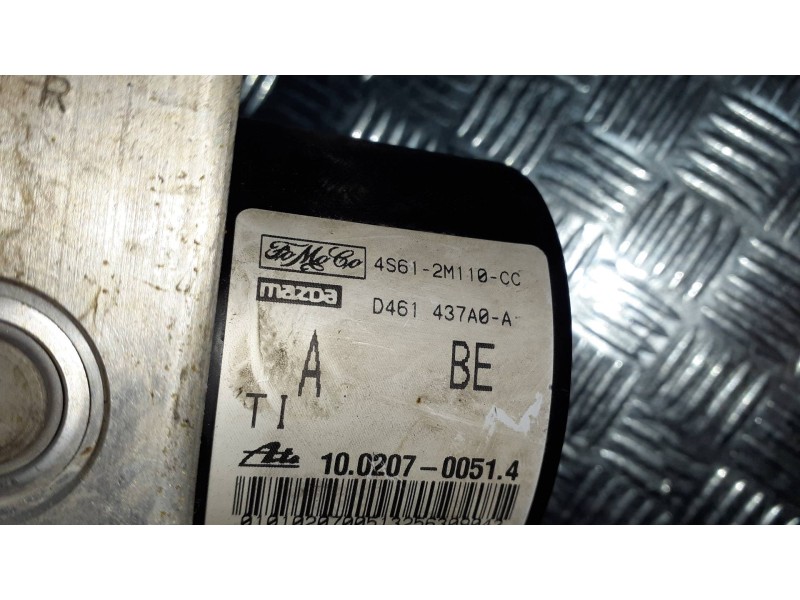 R
FoMoCo 4S61-2M110-CC
mazda D461 437A0-A
A BE
TI
Ate 10.0207-0051.4